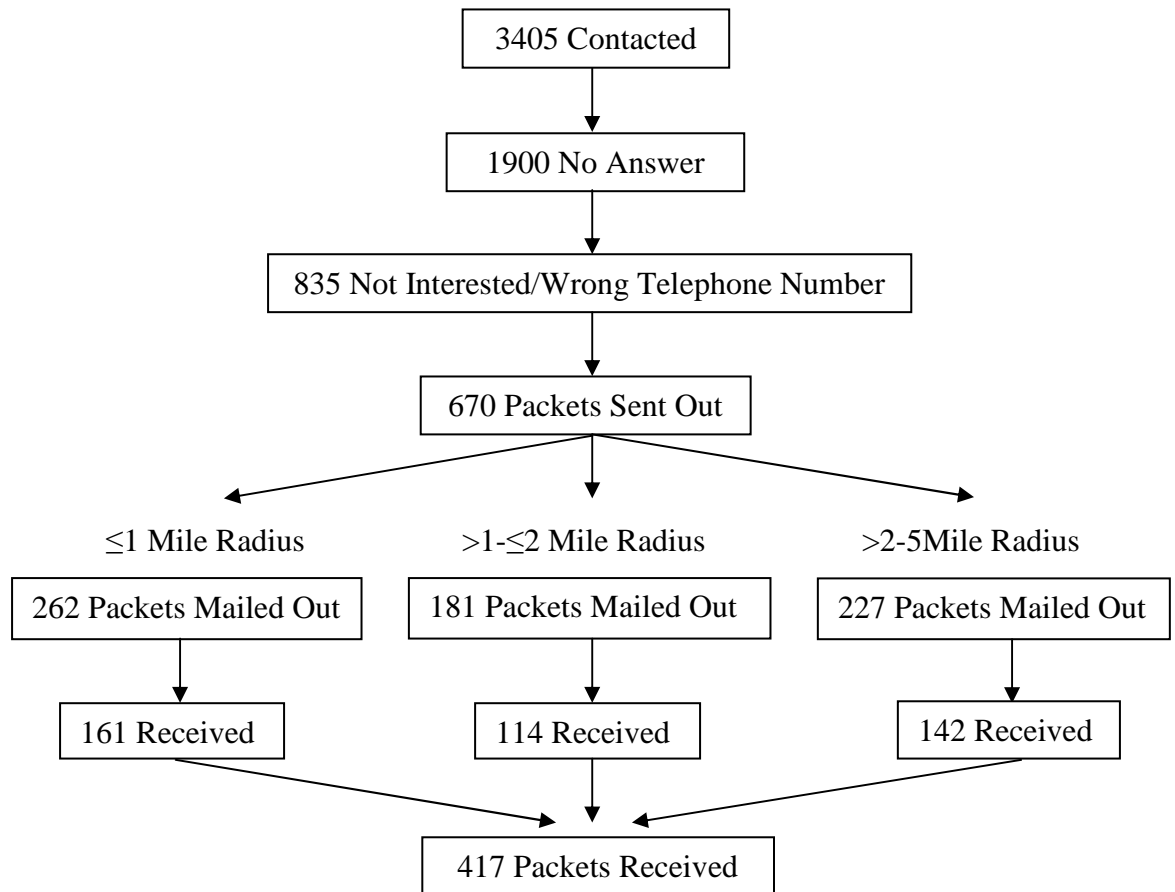 3405 Contacted
1900 No Answer
835 Not Interested/Wrong Telephone Number
670 Packets Sent Out
≤1 Mile Radius
>1-≤2 Mile Radius
>2-5Mile Radius
262 Packets Mailed Out
181 Packets Mailed Out
227 Packets Mailed Out
161 Received
114 Received
142 Received
417 Packets Received